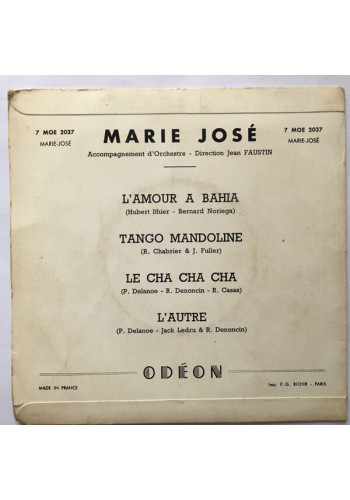 7 MOE 2037
MARIE-JOSÉ
MARIE JOSÉ
7 MOE 2037
MARIE-JOSÉ
Accompagnement d'Orchestre - Direction Jean FAUSTIN
L'AMOUR A BAHIA
(Hubert Ithier - Bernard Noriega)
TANGO MANDOLINE
(R. Chabrier & J. Fuller)
LE CHA CHA CHA
(P. Delanoe - R. Denoncin - R. Casas)
L'AUTRE
(P. Delanoe - Jack Ledru & R. Denoncin)
MADE IN FRANCE
ODÉON
Imp. P. G. RICHIR - PARIS